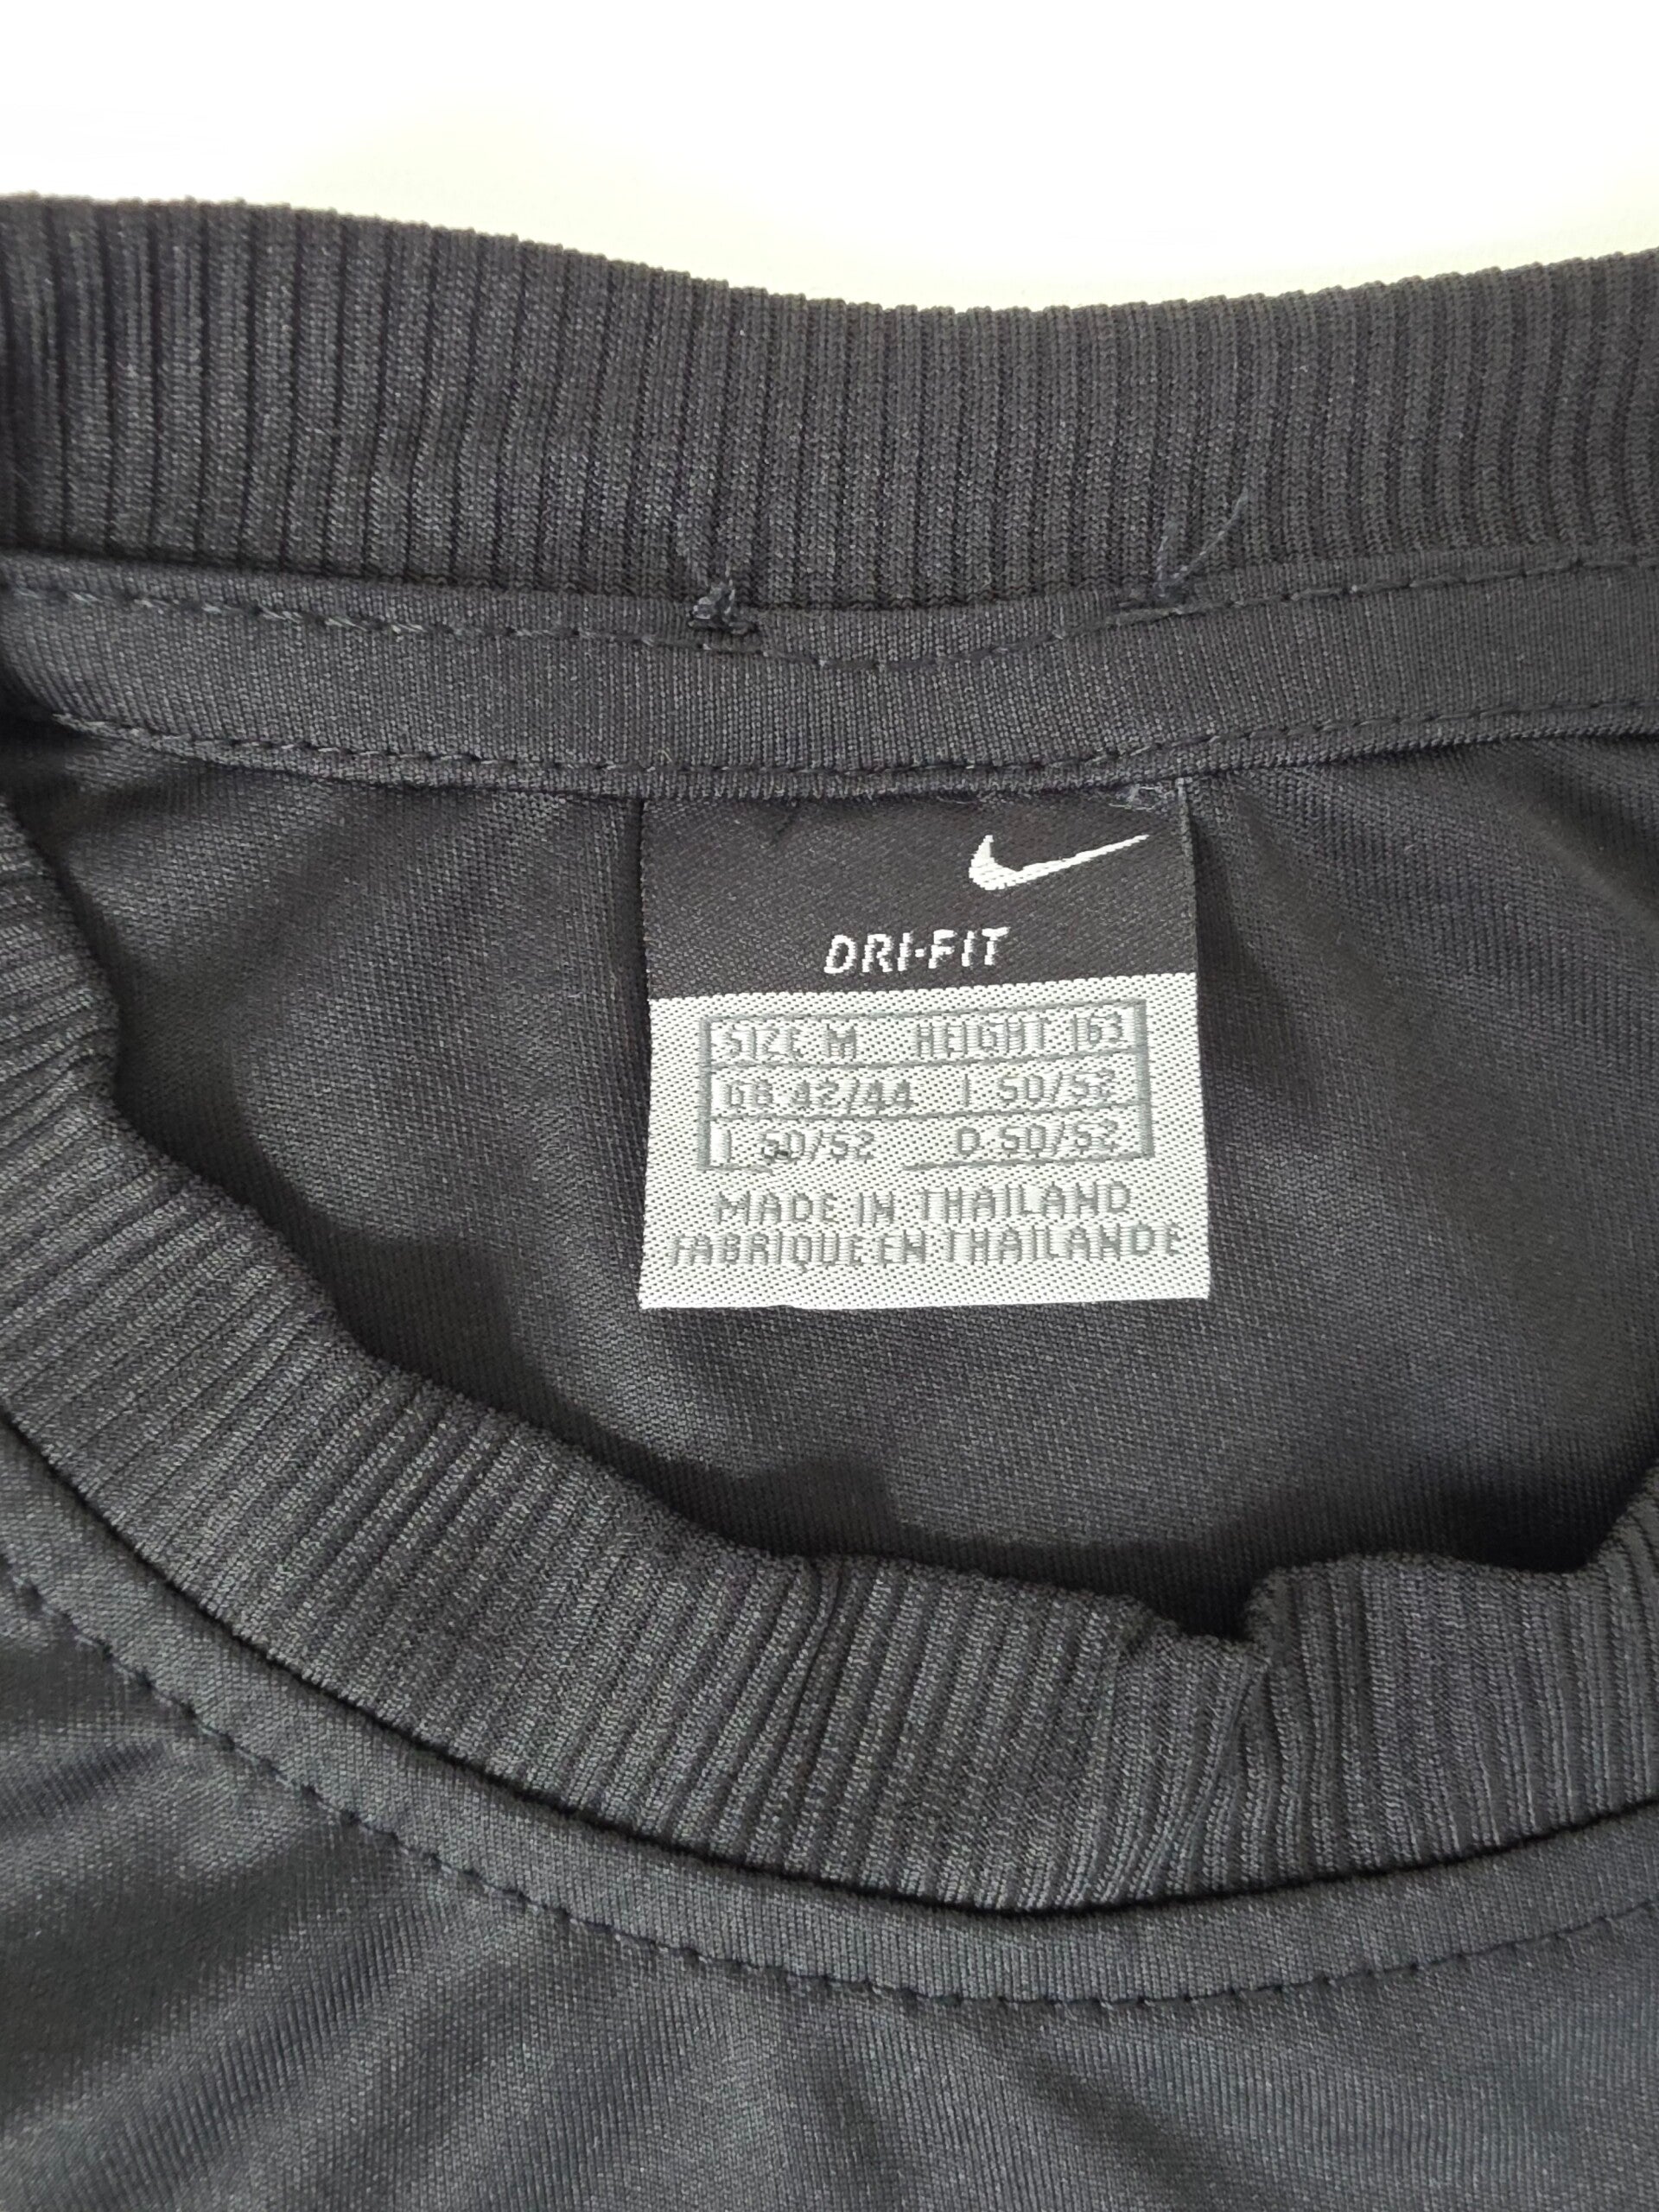 DRI-FIT
SIZE M HEIGHT 163
GB 42/44 I 50/52
I 50/52 D 50/52
MADE IN THAILAND
FABRIQUE EN THAILANDE